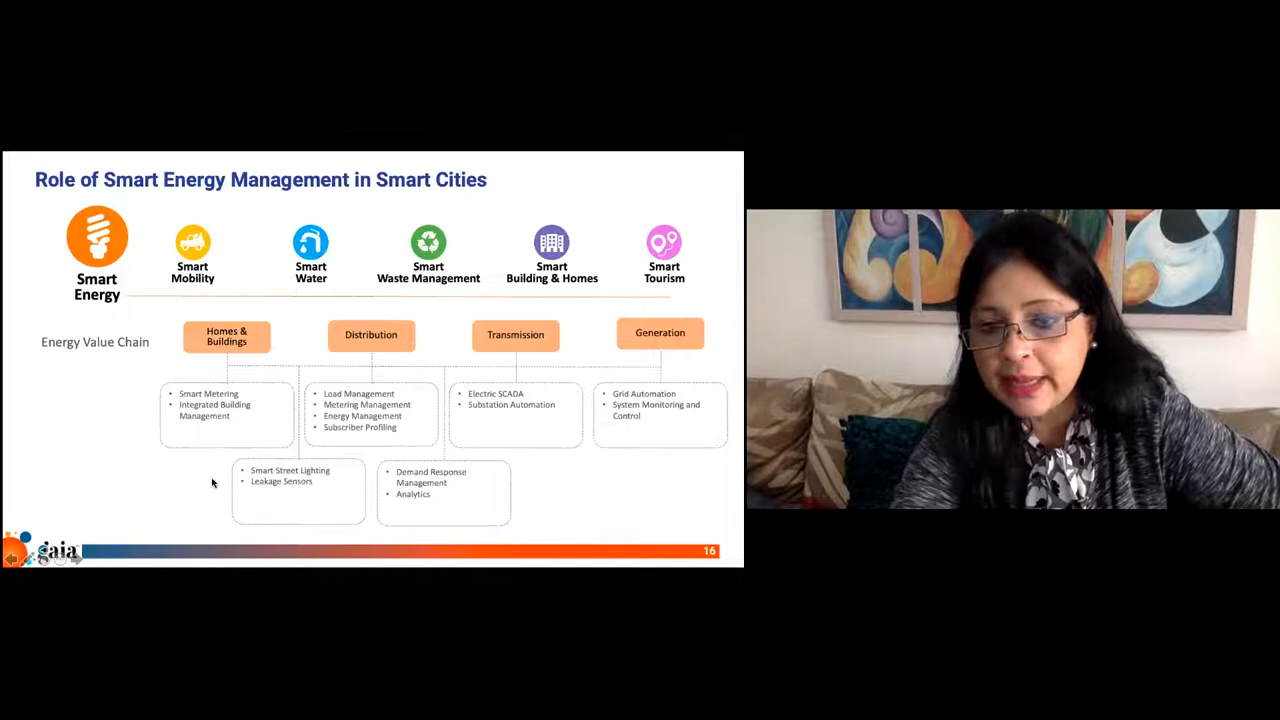 Role of Smart Energy Management in Smart Cities
Smart
Energy
Smart
Mobility
Smart
Water
Smart
Waste Management
Smart
Building & Homes
Smart
Tourism
Energy Value Chain
Homes &
Buildings
Distribution
Transmission
Generation
• Smart Metering
• Integrated Building
Management
• Load Management
• Metering Management
• Energy Management
• Subscriber Profiling
• Electric SCADA
• Substation Automation
• Grid Automation
• System Monitoring and
Control
• Smart Street Lighting
• Leakage Sensors
• Demand Response
Management
• Analytics
gaia
16